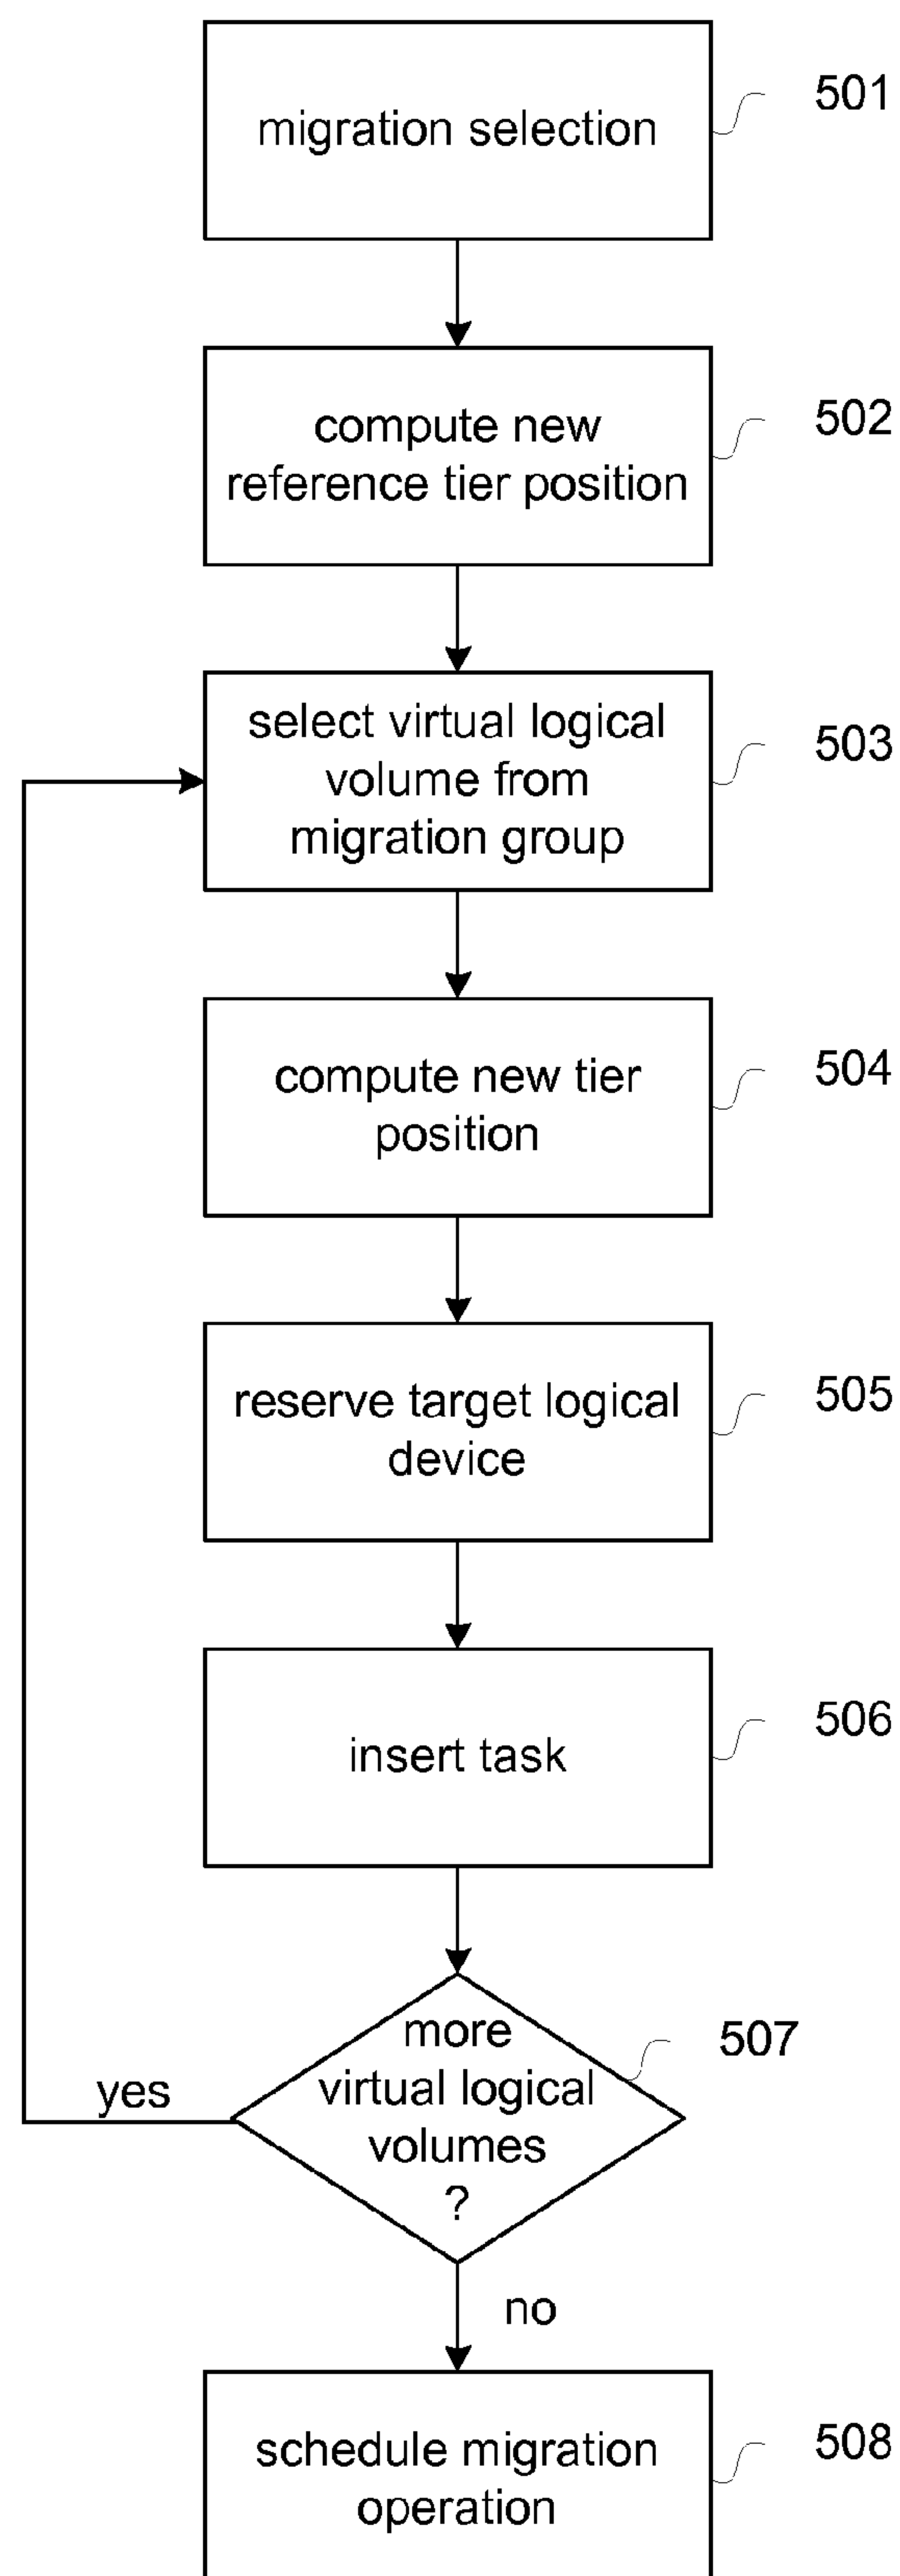 migration selection
501
compute new
reference tier position
502
select virtual logical
volume from
migration group
503
compute new tier
position
504
reserve target logical
device
505
insert task
506
more
virtual logical
volumes
?
507
yes
no
schedule migration
operation
508